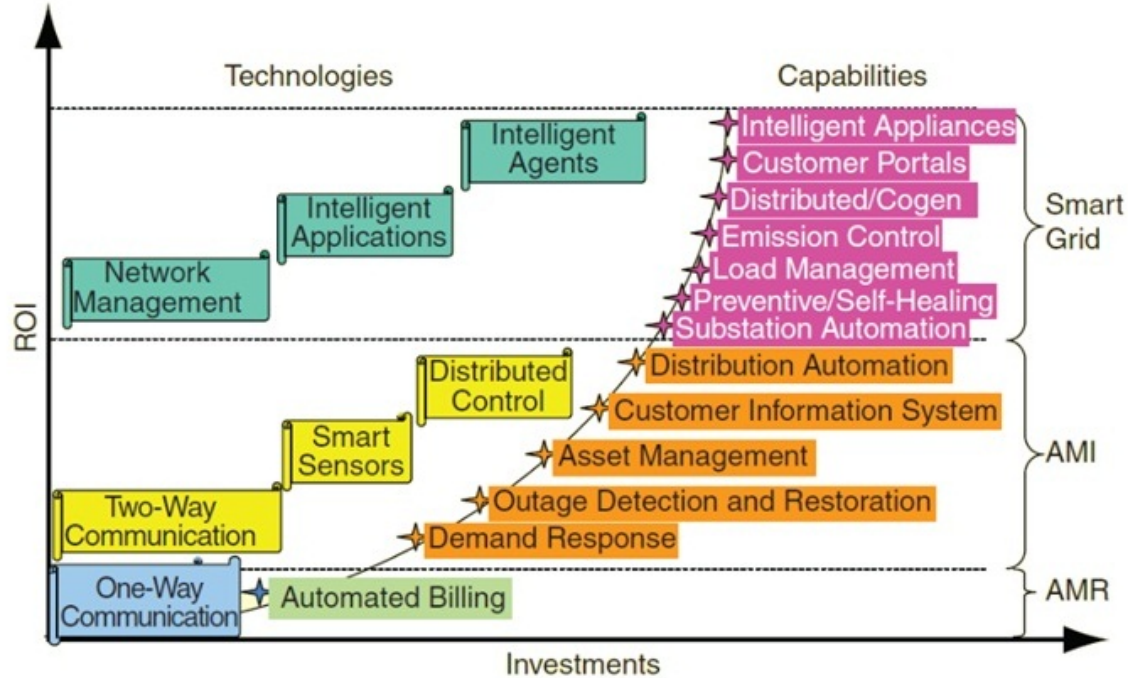 Technologies
Capabilities
Intelligent
Agents
Intelligent
Applications
Network
Management
Intelligent Appliances
Customer Portals
Distributed/Cogen
Emission Control
Load Management
Preventive/Self-Healing
Substation Automation
Smart
Grid
ROI
Distributed
Control
Smart
Sensors
Two-Way
Communication
Distribution Automation
Customer Information System
Asset Management
Outage Detection and Restoration
Demand Response
AMI
One-Way
Communication
Automated Billing
AMR
Investments